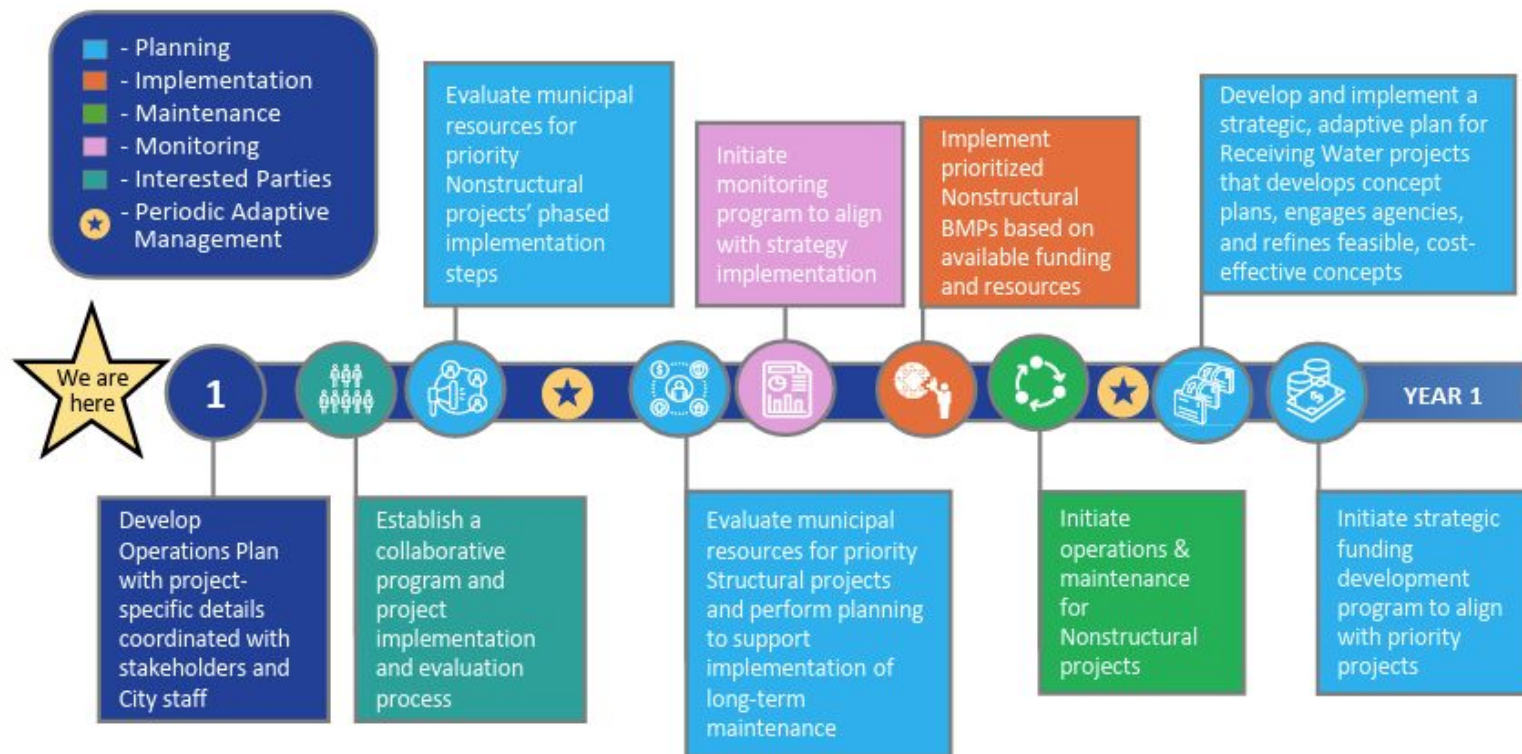 - Planning
- Implementation
- Maintenance
- Monitoring
- Interested Parties
- Periodic Adaptive
Management
Evaluate municipal
resources for
priority
Nonstructural
projects' phased
implementation
steps
Initiate
monitoring
program to align
with strategy
implementation
Implement
prioritized
Nonstructural
BMPs based on
available funding
and resources
Develop and implement a
strategic, adaptive plan for
Receiving Water projects
that develops concept
plans, engages agencies,
and refines feasible, cost-
effective concepts
We are
here
1
YEAR 1
Develop
Operations Plan
with project-
specific details
coordinated with
stakeholders and
City staff
Establish a
collaborative
program and
project
implementation
and evaluation
process
Evaluate municipal
resources for priority
Structural projects
and perform planning
to support
implementation of
long-term
maintenance
Initiate
operations &
maintenance
for
Nonstructural
projects
Initiate strategic
funding
development
program to align
with priority
projects